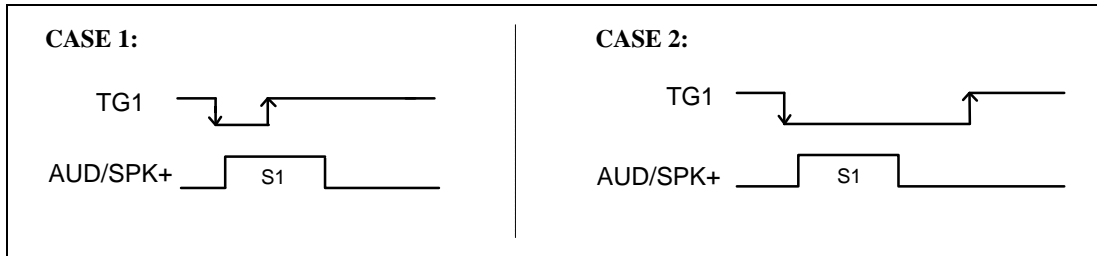 CASE 1:
TG1
AUD/SPK+
S1
CASE 2:
TG1
AUD/SPK+
S1